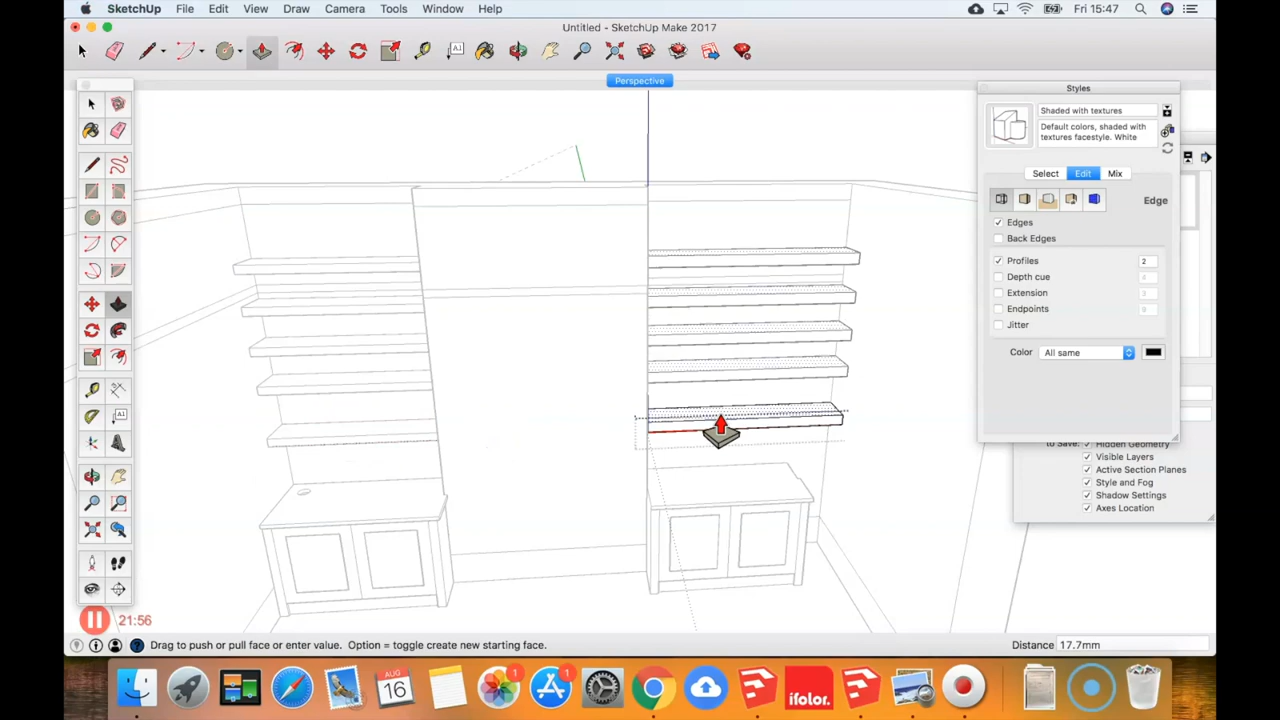 SketchUp File Edit View Draw Camera Tools Window Help Fri 15:47
Untitled - SketchUp Make 2017
Perspective
Styles
Shaded with textures
Default colors, shaded with
textures facestyle. White
Select Edit Mix
Edge
Edges
Back Edges
Profiles 2
Depth cue
Extension
Endpoints
Jitter
Color All same
to Save: Hidden Geometry
Visible Layers
Active Section Planes
Style and Fog
Shadow Settings
Axes Location
21:56
Drag to push or pull face or enter value. Option = toggle create new starting face. Distance 17.7mm
AUG
16
1
ifolor.